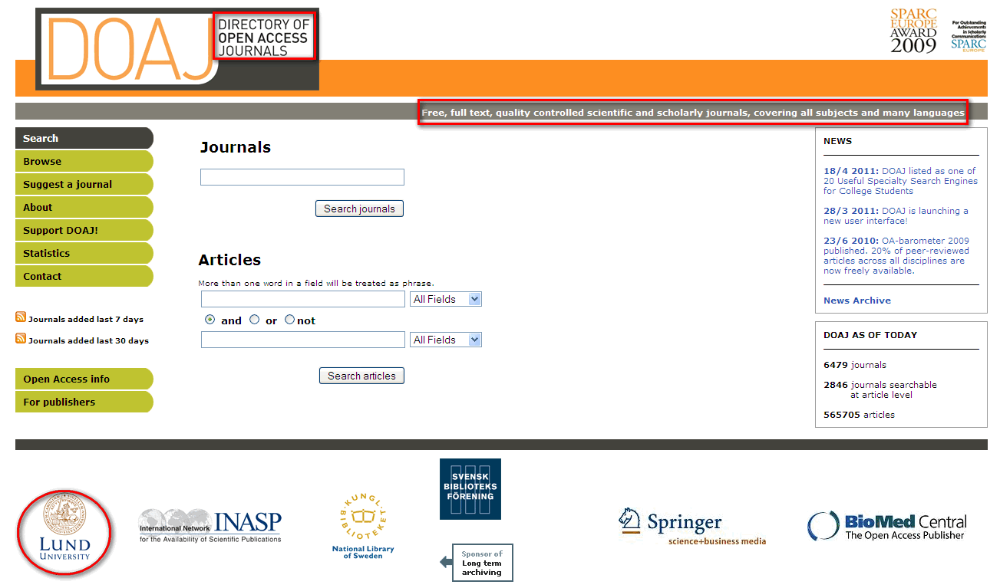 DOAJ
DIRECTORY OF
OPEN ACCESS
JOURNALS
SPARC
EUROPE
AWARD
2009
For Outstanding
Achievements
in Scholarly
Communications
SPARC
EUROPE
Free, full text, quality controlled scientific and scholarly journals, covering all subjects and many languages
Search
Browse
Suggest a journal
About
Support DOAJ!
Statistics
Contact
Journals added last 7 days
Journals added last 30 days
Open Access info
For publishers
Journals
Search journals
Articles
More than one word in a field will be treated as phrase.
All Fields
and or not
All Fields
Search articles
NEWS
18/4 2011: DOAJ listed as one of
20 Useful Specialty Search Engines
for College Students
28/3 2011: DOAJ is launching a
new user interface!
23/6 2010: OA-barometer 2009
published. 20% of peer-reviewed
articles across all disciplines are
now freely available.
News Archive
DOAJ AS OF TODAY
6479 journals
2846 journals searchable
at article level
565705 articles
LUND
UNIVERSITY
International Network INASP
for the Availability of Scientific Publications
KUNGL.
BIBLIOTEKET
National Library
of Sweden
SVENSK
BIBLIOTEKS
FÖRENING
Sponsor of
Long term
archiving
Springer
science+business media
BioMed Central
The Open Access Publisher